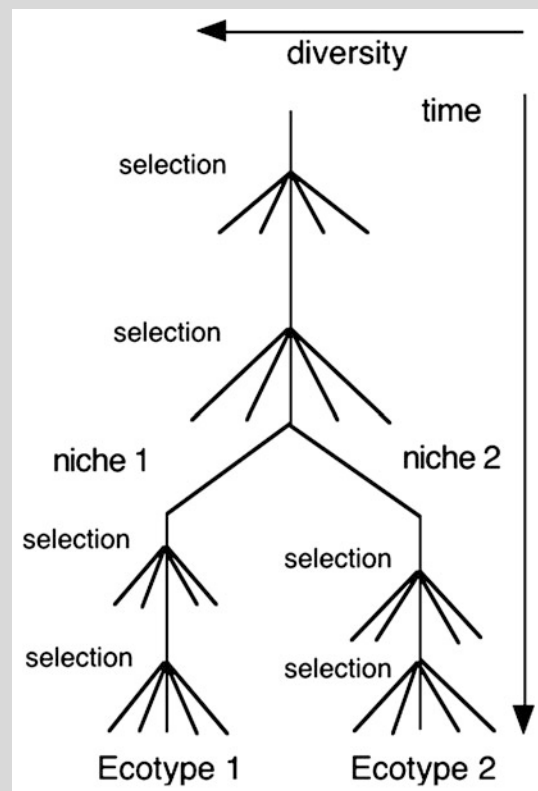 diversity
time
selection
selection
niche 1
niche 2
selection
selection
selection
selection
Ecotype 1
Ecotype 2